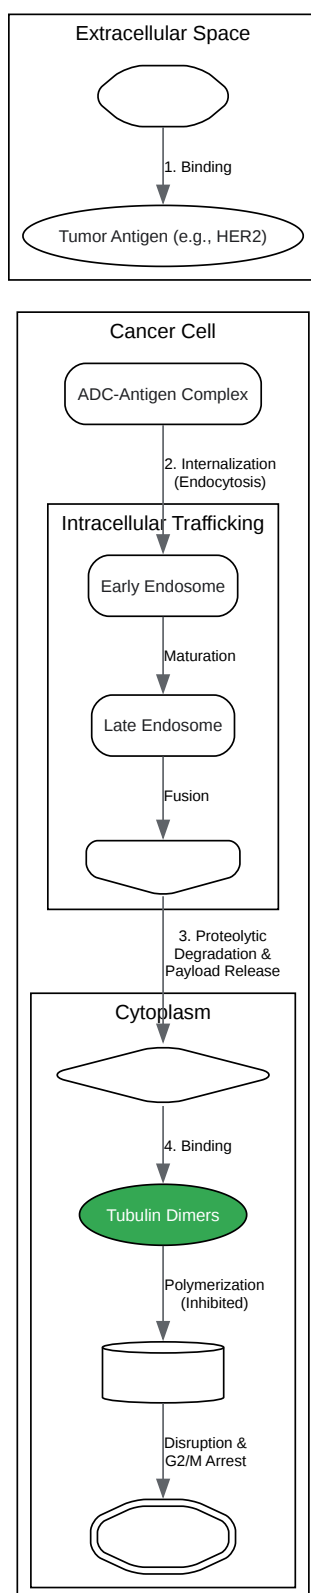 Extracellular Space
1. Binding
Tumor Antigen (e.g., HER2)
Cancer Cell
ADC-Antigen Complex
2. Internalization
(Endocytosis)
Intracellular Trafficking
Early Endosome
Maturation
Late Endosome
Fusion
3. Proteolytic
Degradation &
Payload Release
Cytoplasm
4. Binding
Tubulin Dimers
Polymerization
(Inhibited)
Disruption &
G2/M Arrest